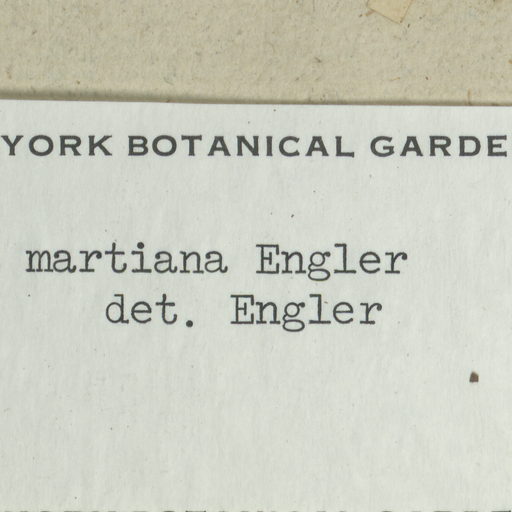 YORK BOTANICAL GARDE
martiana Engler
det. Engler